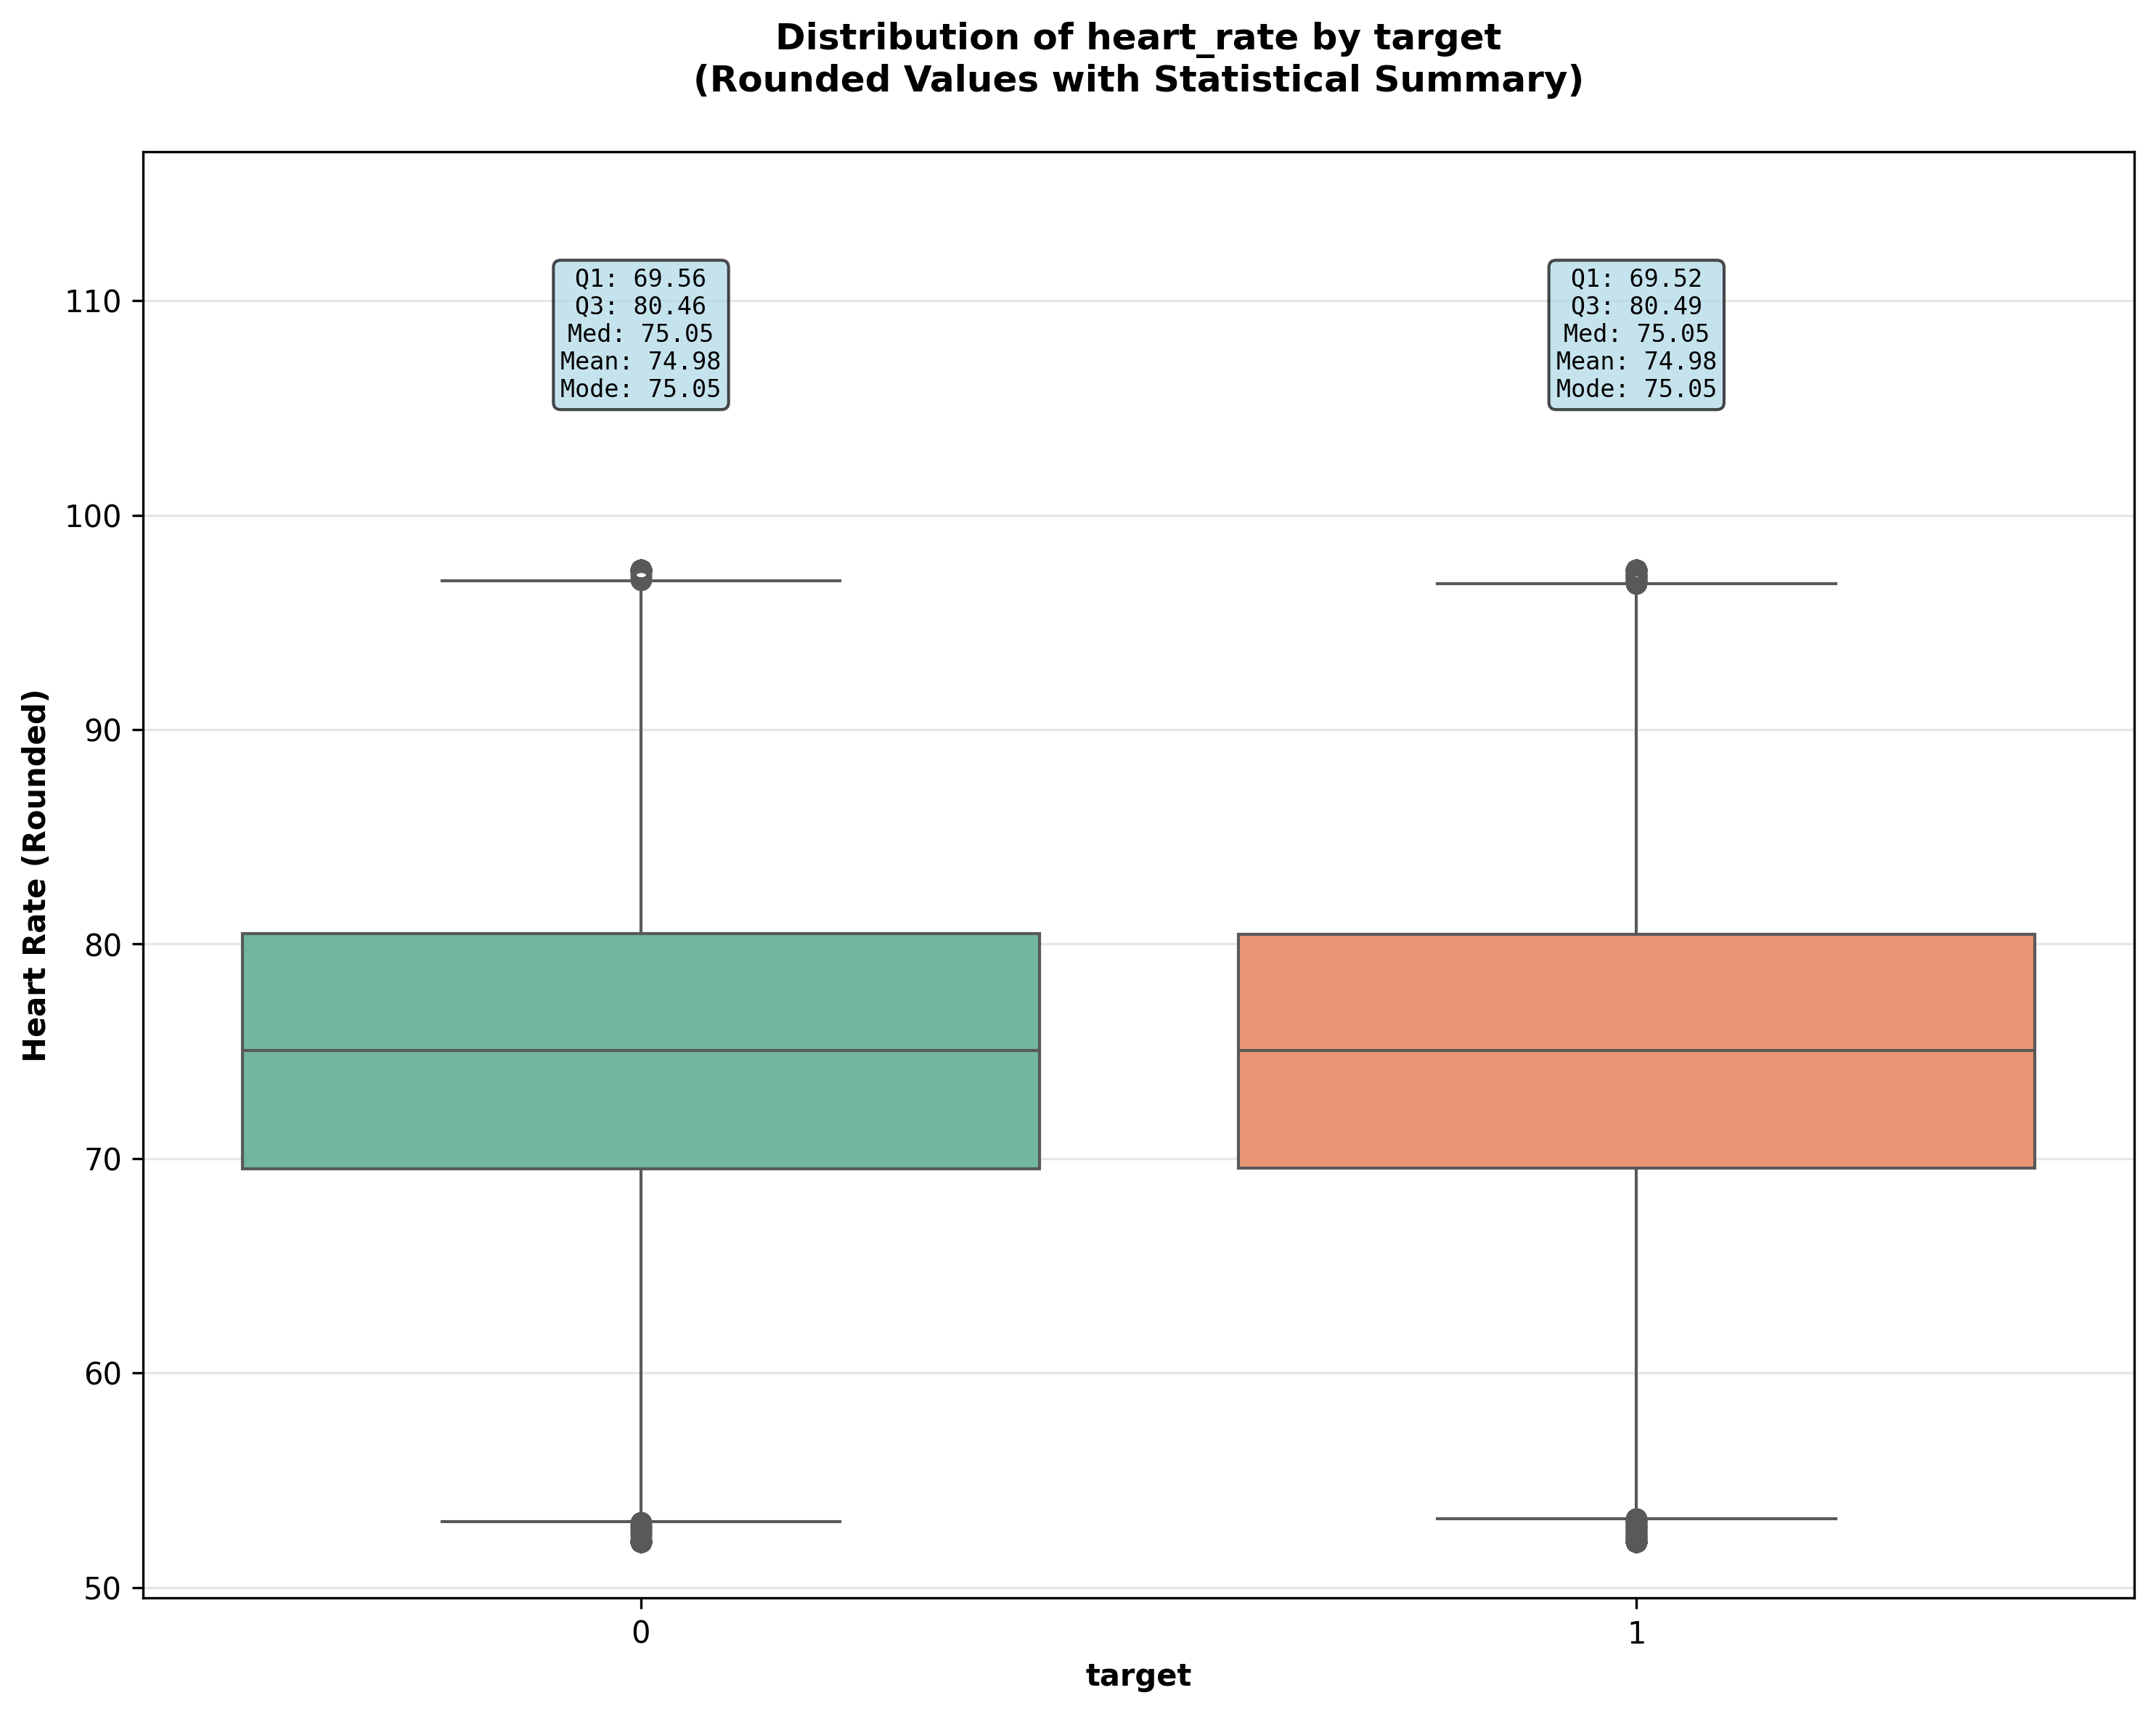 Distribution of heart_rate by target
(Rounded Values with Statistical Summary)
Q1: 69.56
Q3: 80.46
Med: 75.05
Mean: 74.98
Mode: 75.05
Q1: 69.52
Q3: 80.49
Med: 75.05
Mean: 74.98
Mode: 75.05
Heart Rate (Rounded)
110
100
90
80
70
60
50
0
1
target